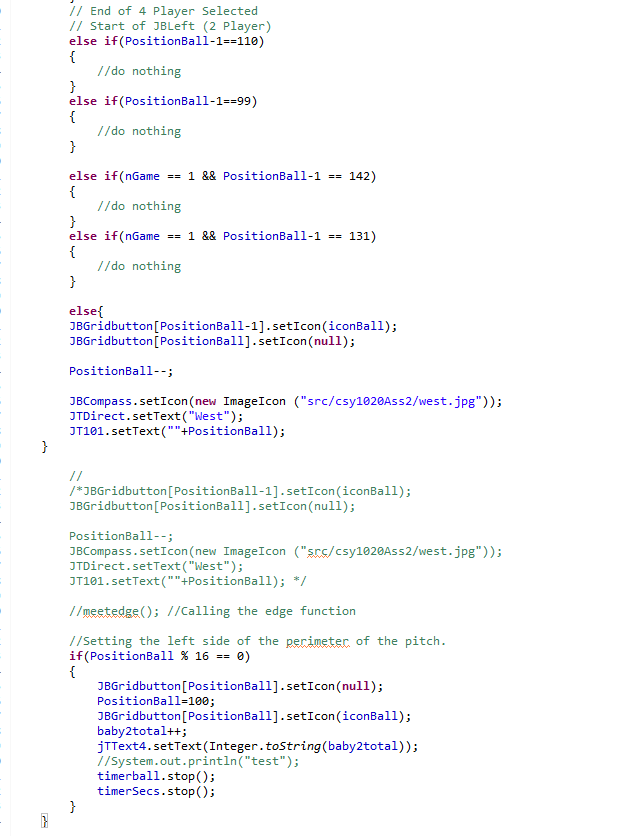 // End of 4 Player Selected
// Start of JBLeft (2 Player)
else if(PositionBall-1==110)
{
//do nothing
}
else if(PositionBall-1==99)
{
//do nothing
}
else if(nGame == 1 && PositionBall-1 == 142)
{
//do nothing
}
else if(nGame == 1 && PositionBall-1 == 131)
{
//do nothing
}
else{
JBGridbutton[PositionBall-1].setIcon(iconBall);
JBGridbutton[PositionBall].setIcon(null);
PositionBall--;
JBCompass.setIcon(new ImageIcon ("src/csy1020Ass2/west.jpg"));
JTDirect.setText("West");
JT101.setText(""+PositionBall);
}
//
/*JBGridbutton[PositionBall-1].setIcon(iconBall);
JBGridbutton[PositionBall].setIcon(null);
PositionBall--;
JBCompass.setIcon(new ImageIcon ("src/csy1020Ass2/west.jpg"));
JTDirect.setText("West");
JT101.setText(""+PositionBall); */
//meetedge(); //Calling the edge function
//Setting the left side of the perimeter of the pitch.
if(PositionBall % 16 == 0)
{
JBGridbutton[PositionBall].setIcon(null);
PositionBall=100;
JBGridbutton[PositionBall].setIcon(iconBall);
baby2total++;
jTText4.setText(Integer.toString(baby2total));
//System.out.println("test");
timerball.stop();
timerSecs.stop();
}
}